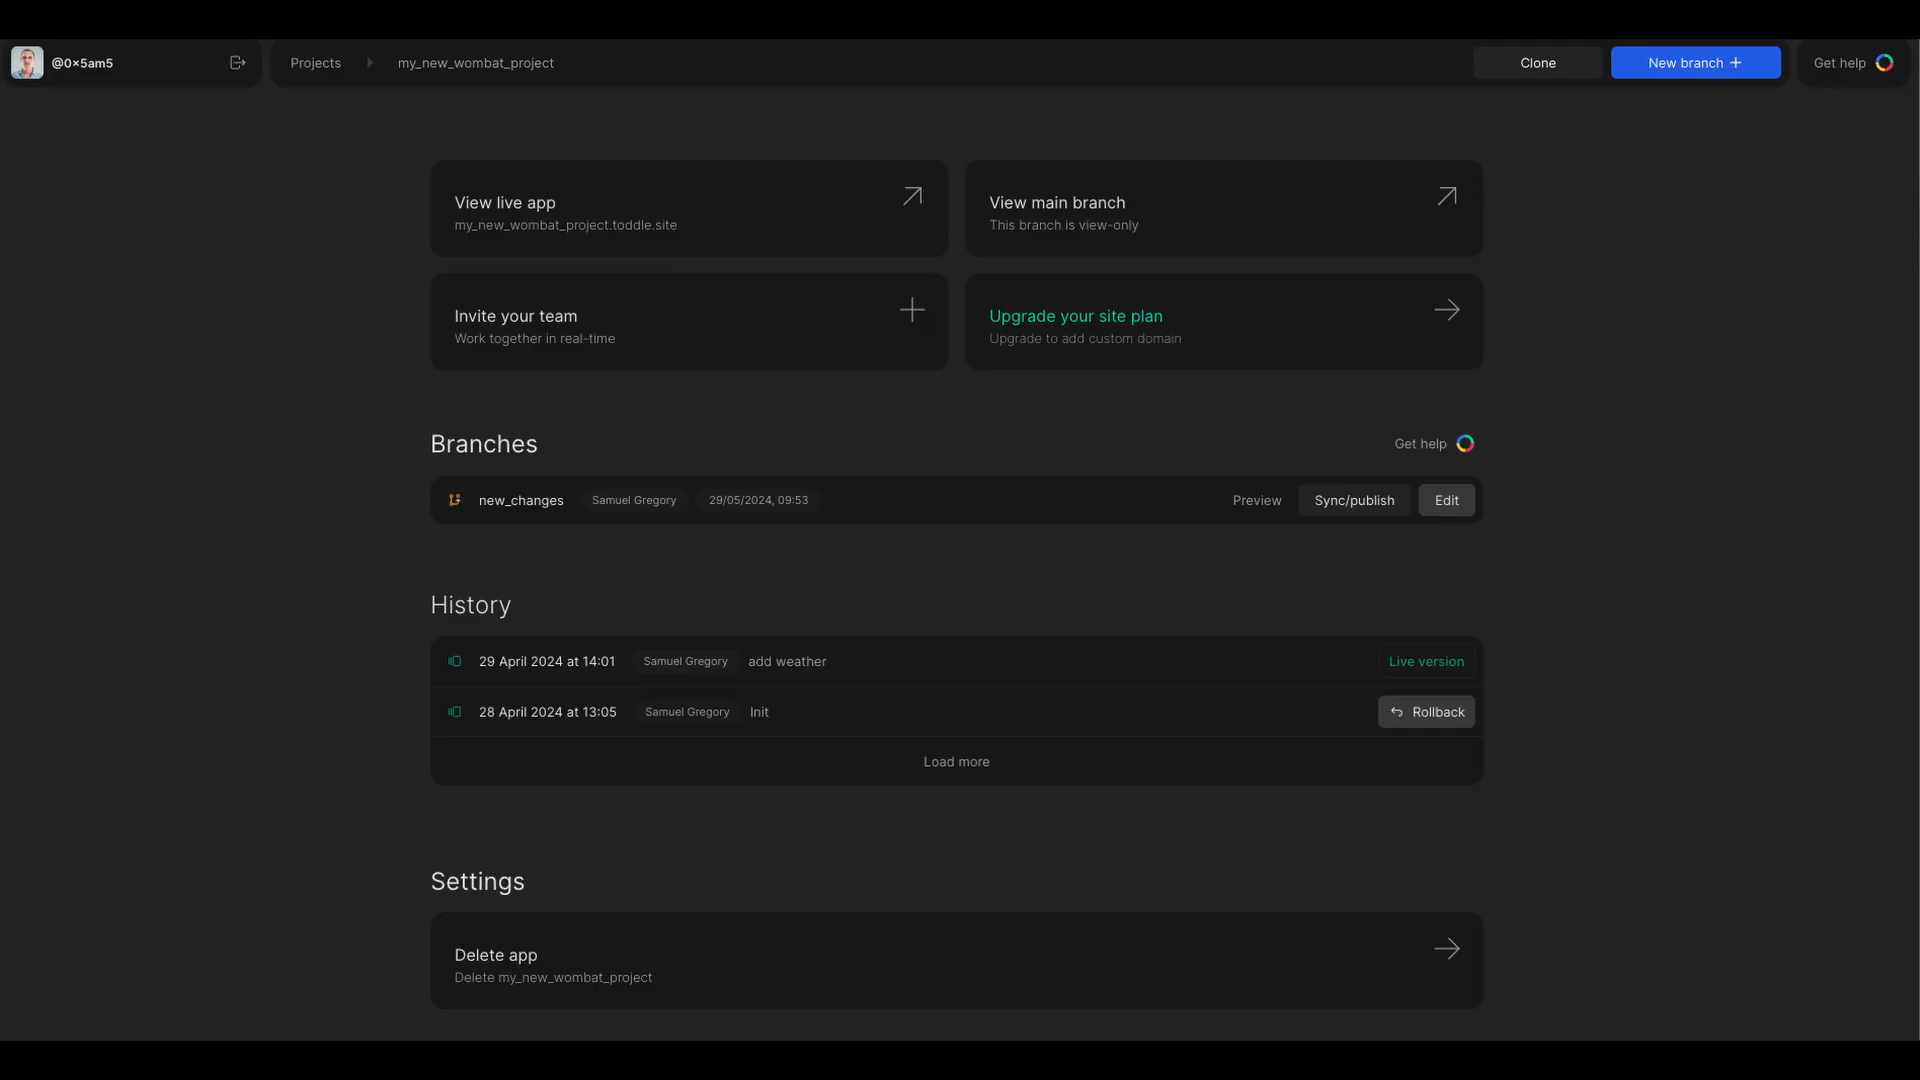 @0x5am5
Projects
my_new_wombat_project
Clone
New branch +
Get help
View live app
my_new_wombat_project.toddle.site
View main branch
This branch is view-only
Invite your team
Work together in real-time
Upgrade your site plan
Upgrade to add custom domain
Branches
Get help
new_changes Samuel Gregory 29/05/2024, 09:53 Preview Sync/publish Edit
History
29 April 2024 at 14:01 Samuel Gregory add weather Live version
28 April 2024 at 13:05 Samuel Gregory Init Rollback
Load more
Settings
Delete app
Delete my_new_wombat_project